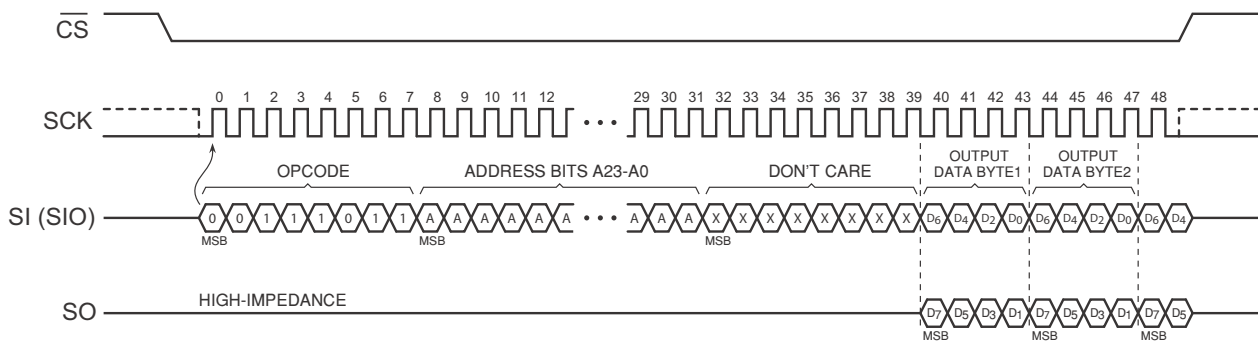 CS
SCK
0 1 2 3 4 5 6 7 8 9 10 11 12 29 30 31 32 33 34 35 36 37 38 39 40 41 42 43 44 45 46 47 48
OPCODE ADDRESS BITS A23-A0 DON'T CARE OUTPUT DATA BYTE1 OUTPUT DATA BYTE2
SI (SIO)
0 0 1 1 1 0 1 1 A A A A A A A A A X X X X X X X X D6 D4 D2 D0 D6 D4 D2 D0 D6 D4
MSB MSB MSB
HIGH-IMPEDANCE
SO
D7 D5 D3 D1 D7 D5 D3 D1 D7 D5
MSB MSB MSB